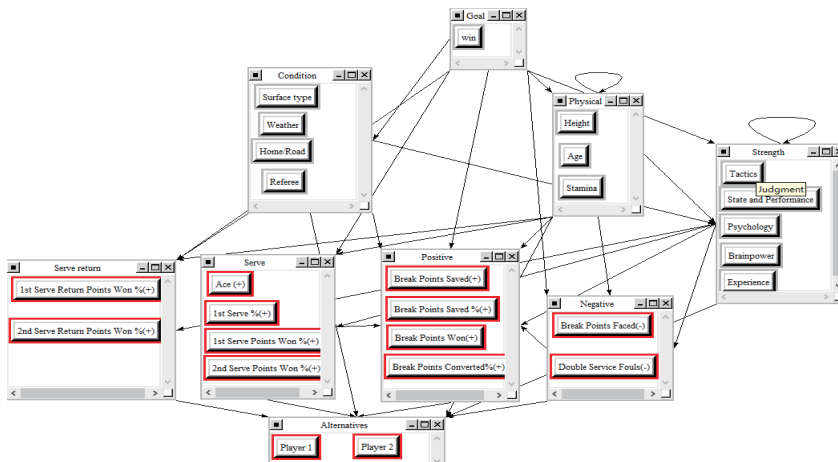 Goal
win
Condition
Surface type
Weather
Home/Road
Referee
Physical
Height
Age
Stamina
Strength
Tactics
Judgment
State and Performance
Psychology
Brainpower
Experience
Serve return
1st Serve Return Points Won %(+)
2nd Serve Return Points Won %(+)
Serve
Ace (+)
1st Serve %(+)
1st Serve Points Won %(+)
2nd Serve Points Won %(+)
Positive
Break Points Saved(+)
Break Points Saved %(+)
Break Points Won(+)
Break Points Converted%(+)
Negative
Break Points Faced(-)
Double Service Fouls(-)
Alternatives
Player 1
Player 2